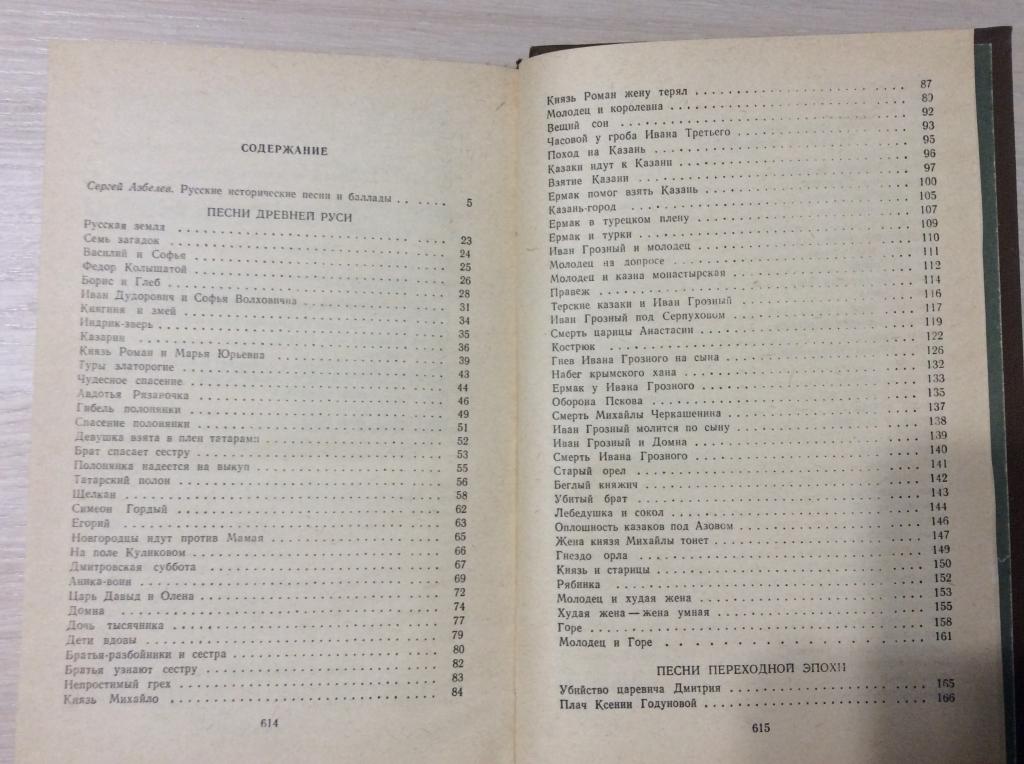 СОДЕРЖАНИЕ
Сергей Азбелев. Русские исторические песни и баллады . . . . . . . 5
ПЕСНИ ДРЕВНЕЙ РУСИ
Русская земля . . . . 23
Семь загадок . . . . 24
Василий и Софья . . . . 25
Федор Колыщатой . . . . 26
Борис и Глеб . . . . 28
Иван Дудорович и Софья Волховична . . . . 31
Княгиня и змей . . . . 34
Индрик-зверь . . . . 35
Казарин . . . . 36
Князь Роман и Марья Юрьевна . . . . 39
Туры златорогие . . . . 43
Чудесное спасение . . . . 44
Авдотья Рязаночка . . . . 46
Гибель полонянки . . . . 49
Спасение полонянки . . . . 51
Девушка взята в плен татарами . . . . 52
Брат спасает сестру . . . . 53
Полонянка надеется на выкуп . . . . 55
Татарский полон . . . . 56
Щелкан . . . . 58
Симеон Гордый . . . . 62
Егорий . . . . 63
Новгородцы идут против Мамая . . . . 65
На поле Куликовом . . . . 66
Дмитровская суббота . . . . 67
Аника-воин . . . . 69
Царь Давыд и Олена . . . . 72
Домна . . . . 74
Дочь тысячника . . . . 77
Дети вдовы . . . . 79
Братья-разбойники и сестра . . . . 80
Братья узнают сестру . . . . 82
Непростимый грех . . . . 83
Князь Михайло . . . . 84
614
Князь Роман жену терял . . . . 87
Молодец и королевна . . . . 89
Вещий сон . . . . 92
Часовой у гроба Ивана Третьего . . . . 93
Поход на Казань . . . . 95
Казаки идут к Казани . . . . 96
Взятие Казани . . . . 97
Ермак помог взять Казань . . . . 100
Казань-город . . . . 105
Ермак в турецком плену . . . . 107
Ермак и турки . . . . 109
Иван Грозный и молодец . . . . 110
Молодец на допросе . . . . 111
Молодец и казна монастырская . . . . 112
Правеж . . . . 114
Терские казаки и Иван Грозный . . . . 116
Иван Грозный под Серпуховом . . . . 117
Смерть царицы Анастасии . . . . 119
Кострюк . . . . 122
Гнев Ивана Грозного на сына . . . . 126
Набег крымского хана . . . . 132
Ермак у Ивана Грозного . . . . 133
Оборона Пскова . . . . 135
Смерть Михайлы Черкашенина . . . . 137
Иван Грозный молится по сыну . . . . 138
Иван Грозный и Домна . . . . 139
Смерть Ивана Грозного . . . . 140
Старый орел . . . . 141
Беглый княжич . . . . 142
Убитый брат . . . . 143
Лебедушка и сокол . . . . 144
Оплошность казаков под Азовом . . . . 146
Жена князя Михайлы тонет . . . . 147
Гнездо орла . . . . 149
Князь и старицы . . . . 150
Рябинка . . . . 152
Молодец и худая жена . . . . 153
Худая жена — жена умная . . . . 155
Горе . . . . 158
Молодец и Горе . . . . 161
ПЕСНИ ПЕРЕХОДНОЙ ЭПОХИ
Убийство царевича Дмитрия . . . . 165
Плач Ксении Годуновой . . . . 166
615